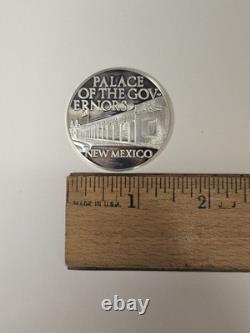 PALACE
OF THE GOV-
ERNORS
NEW MEXICO
1 2
MADE IN U.S.A.